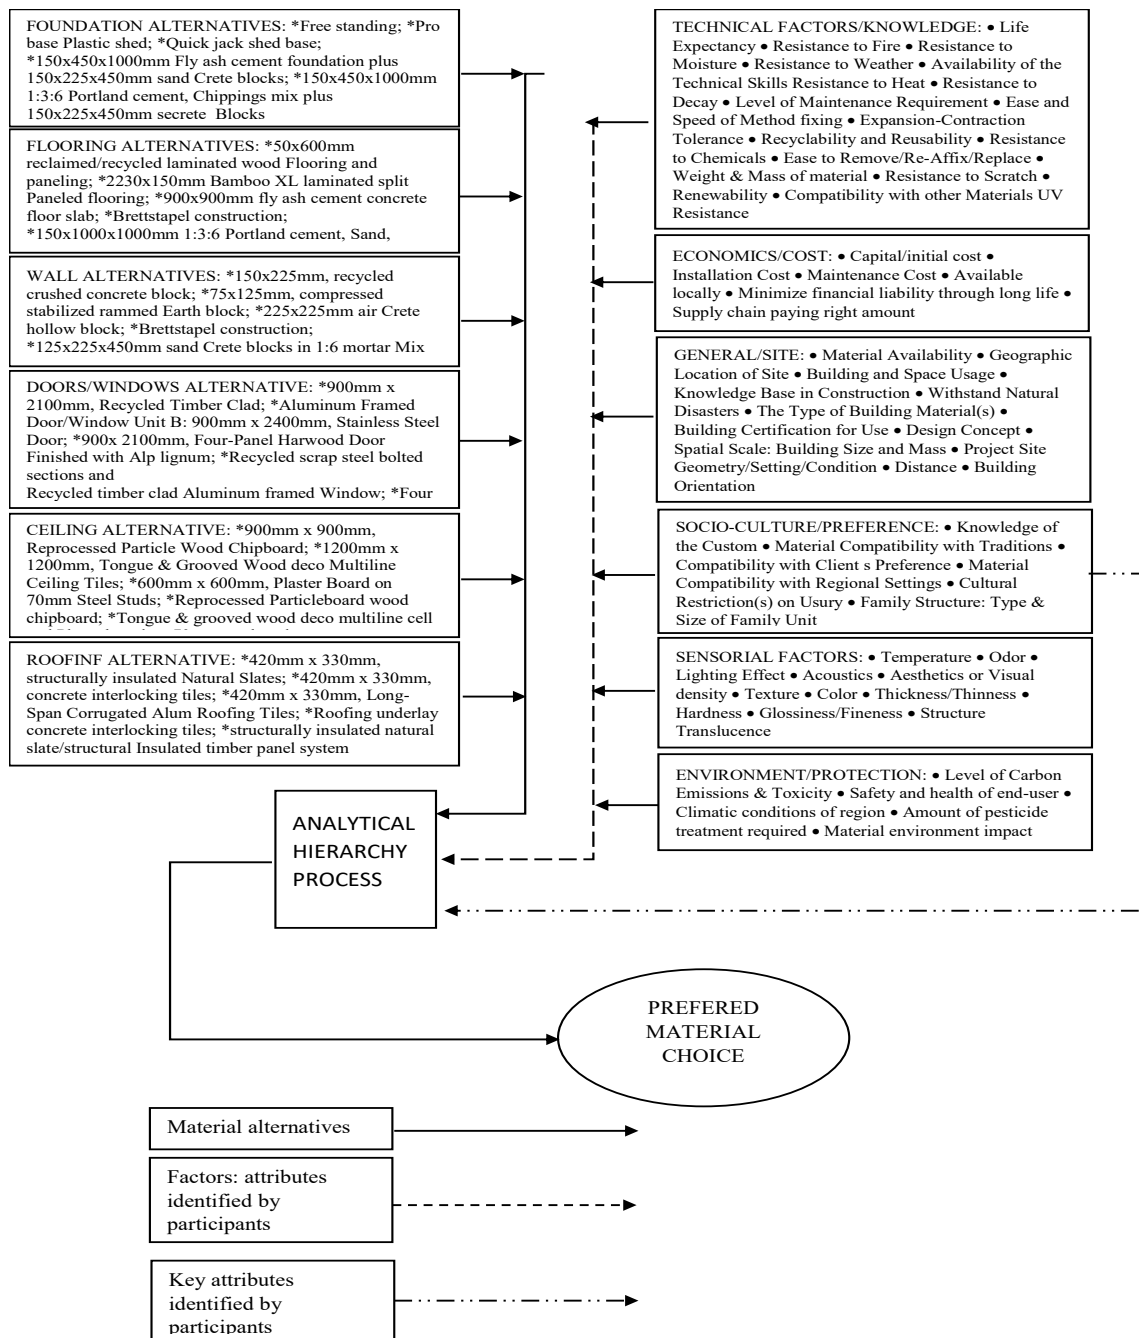 FOUNDATION ALTERNATIVES: *Free standing; *Pro
base Plastic shed; *Quick jack shed base;
*150x450x1000mm Fly ash cement foundation plus
150x225x450mm sand Crete blocks; *150x450x1000mm
1:3:6 Portland cement, Chippings mix plus
150x225x450mm secrete Blocks
FLOORING ALTERNATIVES: *50x600mm
reclaimed/recycled laminated wood Flooring and
paneling; *2230x150mm Bamboo XL laminated split
Paneled flooring; *900x900mm fly ash cement concrete
floor slab; *Brettstapel construction;
*150x1000x1000mm 1:3:6 Portland cement, Sand,
WALL ALTERNATIVES: *150x225mm, recycled
crushed concrete block; *75x125mm, compressed
stabilized rammed Earth block; *225x225mm air Crete
hollow block; *Brettstapel construction;
*125x225x450mm sand Crete blocks in 1:6 mortar Mix
DOORS/WINDOWS ALTERNATIVE: *900mm x
2100mm, Recycled Timber Clad; *Aluminum Framed
Door/Window Unit B: 900mm x 2400mm, Stainless Steel
Door; *900x 2100mm, Four-Panel Harwood Door
Finished with Alp lignum; *Recycled scrap steel bolted
sections and
Recycled timber clad Aluminum framed Window; *Four
CEILING ALTERNATIVE: *900mm x 900mm,
Reprocessed Particle Wood Chipboard; *1200mm x
1200mm, Tongue & Grooved Wood deco Multiline
Ceiling Tiles; *600mm x 600mm, Plaster Board on
70mm Steel Studs; *Reprocessed Particleboard wood
chipboard; *Tongue & grooved wood deco multiline cell
ROOFINF ALTERNATIVE: *420mm x 330mm,
structurally insulated Natural Slates; *420mm x 330mm,
concrete interlocking tiles; *420mm x 330mm, Long-
Span Corrugated Alum Roofing Tiles; *Roofing underlay
concrete interlocking tiles; *structurally insulated natural
slate/structural Insulated timber panel system
TECHNICAL FACTORS/KNOWLEDGE: • Life
Expectancy • Resistance to Fire • Resistance to
Moisture • Resistance to Weather • Availability of the
Technical Skills Resistance to Heat • Resistance to
Decay • Level of Maintenance Requirement • Ease and
Speed of Method fixing • Expansion-Contraction
Tolerance • Recyclability and Reusability • Resistance
to Chemicals • Ease to Remove/Re-Affix/Replace •
Weight & Mass of material • Resistance to Scratch •
Renewability • Compatibility with other Materials UV
Resistance
ECONOMICS/COST: • Capital/initial cost •
Installation Cost • Maintenance Cost • Available
locally • Minimize financial liability through long life •
Supply chain paying right amount
GENERAL/SITE: • Material Availability • Geographic
Location of Site • Building and Space Usage •
Knowledge Base in Construction • Withstand Natural
Disasters • The Type of Building Material(s) •
Building Certification for Use • Design Concept •
Spatial Scale: Building Size and Mass • Project Site
Geometry/Setting/Condition • Distance • Building
Orientation
SOCIO-CULTURE/PREFERENCE: • Knowledge of
the Custom • Material Compatibility with Traditions •
Compatibility with Client s Preference • Material
Compatibility with Regional Settings • Cultural
Restriction(s) on Usury • Family Structure: Type &
Size of Family Unit
SENSORIAL FACTORS: • Temperature • Odor •
Lighting Effect • Acoustics • Aesthetics or Visual
density • Texture • Color • Thickness/Thinness •
Hardness • Glossiness/Fineness • Structure
Translucence
ENVIRONMENT/PROTECTION: • Level of Carbon
Emissions & Toxicity • Safety and health of end-user •
Climatic conditions of region • Amount of pesticide
treatment required • Material environment impact
ANALYTICAL
HIERARCHY
PROCESS
PREFERED
MATERIAL
CHOICE
Material alternatives
Factors: attributes
identified by
participants
Key attributes
identified by
participants